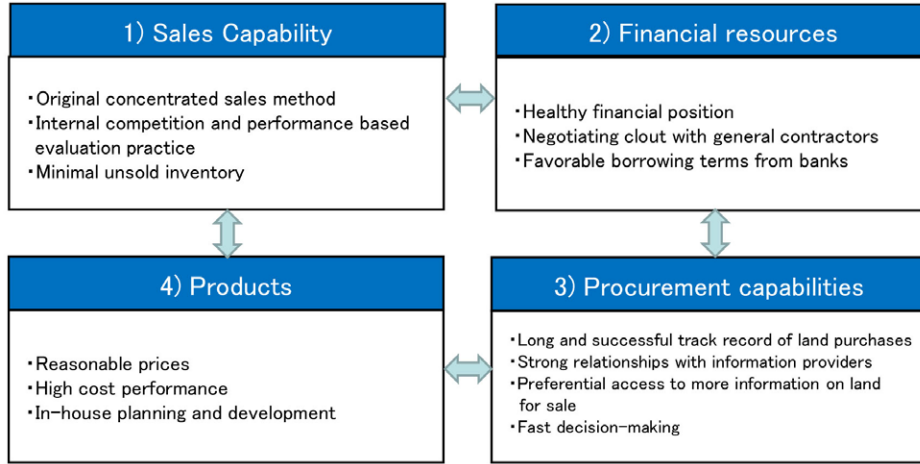 1) Sales Capability
・Original concentrated sales method
・Internal competition and performance based
evaluation practice
・Minimal unsold inventory
2) Financial resources
・Healthy financial position
・Negotiating clout with general contractors
・Favorable borrowing terms from banks
4) Products
・Reasonable prices
・High cost performance
・In-house planning and development
3) Procurement capabilities
・Long and successful track record of land purchases
・Strong relationships with information providers
・Preferential access to more information on land
for sale
・Fast decision-making